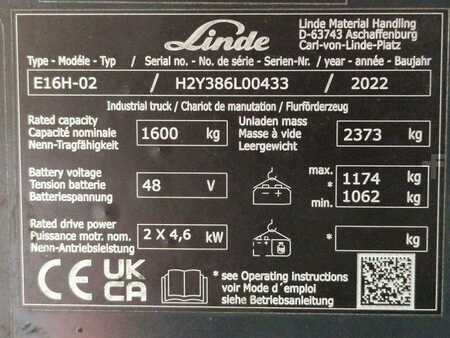 Linde
Linde Material Handling
D-63743 Aschaffenburg
Carl-von-Linde-Platz
Type - Modéle - Typ / Serial no. - No. de série - Serien-Nr. / year - année - Baujahr
E16H-02 / H2Y386L00433 / 2022
Industrial truck / Chariot de manutation / Flurförderzeug
Rated capacity
Capacité nominale 1600 kg
Nenn-Tragfähigkeit
Unladen mass
Masse à vide 2373 kg
Leergewicht
Battery voltage
Tension batterie 48 V
Batteriespannung
max. 1174 kg
*
min. 1062 kg
Rated drive power
Puissance motr. nom. 2 X 4,6 kW
Nenn-Antriebsleistung
* kg
CE UK
CA
* see Operating instructions
voir Mode d´emploi
siehe Betriebsanleitung